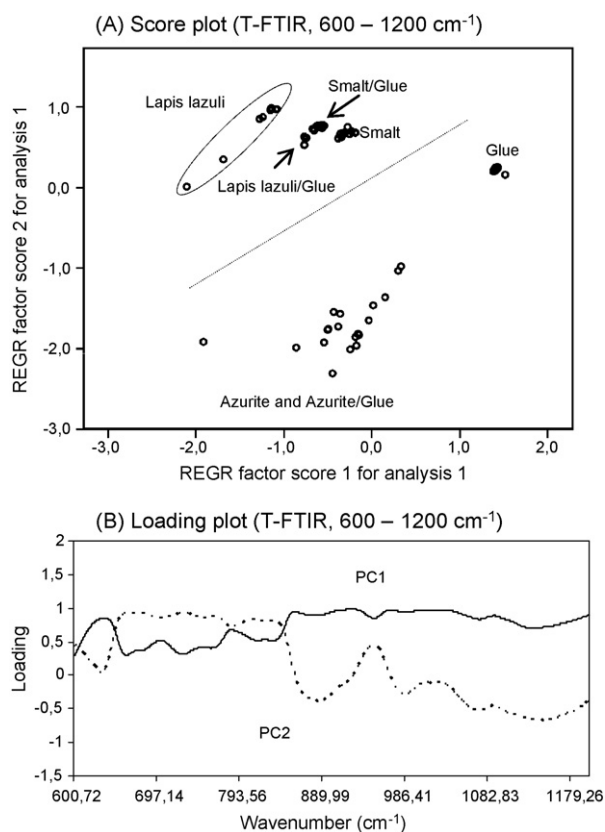 (A) Score plot (T-FTIR, 600 – 1200 cm-1)
REGR factor score 2 for analysis 1
1,0
0,0
-1,0
-2,0
-3,0
Lapis lazuli
Smalt/Glue
Smalt
Lapis lazuli/Glue
Glue
Azurite and Azurite/Glue
-3,0 -2,0 -1,0 0,0 1,0 2,0
REGR factor score 1 for analysis 1
(B) Loading plot (T-FTIR, 600 – 1200 cm-1)
Loading
2
1,5
1
0,5
0
-0,5
-1
-1,5
PC1
PC2
600,72 697,14 793,56 889,99 986,41 1082,83 1179,26
Wavenumber (cm-1)